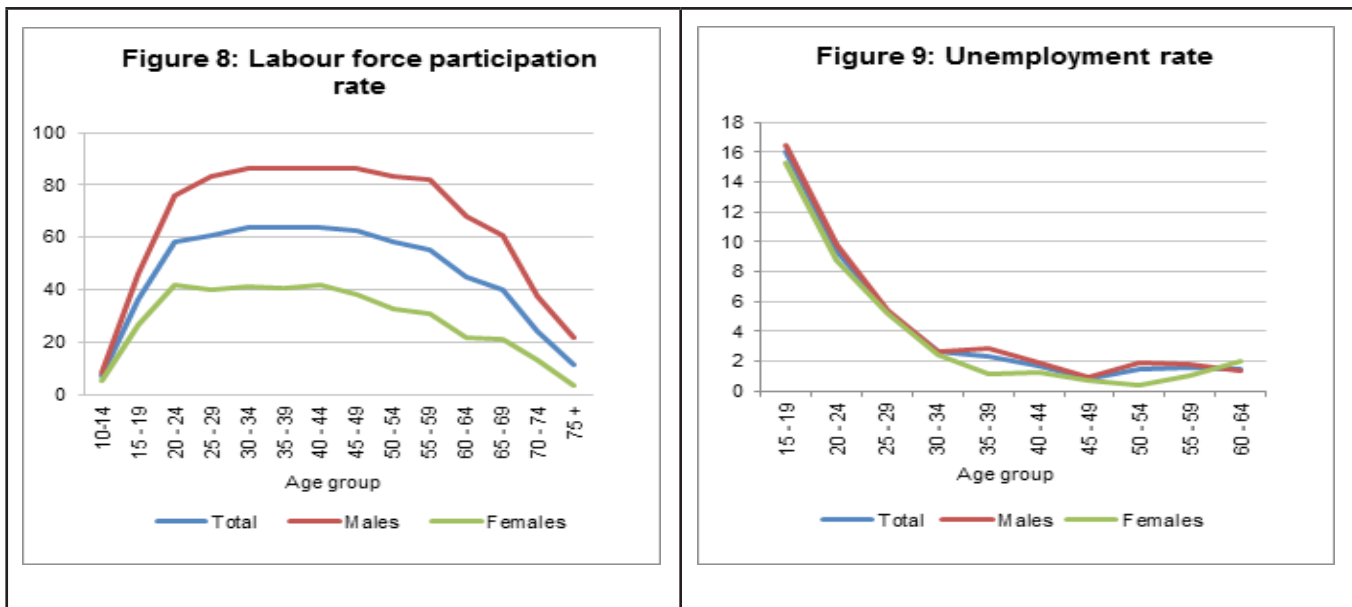 Figure 8: Labour force participation
rate
100
80
60
40
20
0
10-14
15 - 19
20 - 24
25 - 29
30 - 34
35 - 39
40 - 44
45 - 49
50 - 54
55 - 59
60 - 64
65 - 69
70 - 74
75 +
Age group
Total Males Females
Figure 9: Unemployment rate
18
16
14
12
10
8
6
4
2
0
15 - 19
20 - 24
25 - 29
30 - 34
35 - 39
40 - 44
45 - 49
50 - 54
55 - 59
60 - 64
Age group
Total Males Females